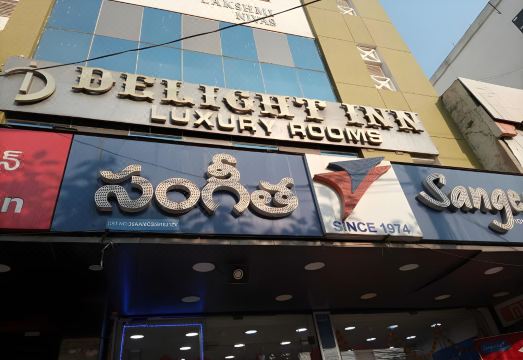 LAKSHMI
NIVAS
DELIGHT INN
LUXURY ROOMS
సంగీత
SINCE 1974
Sange